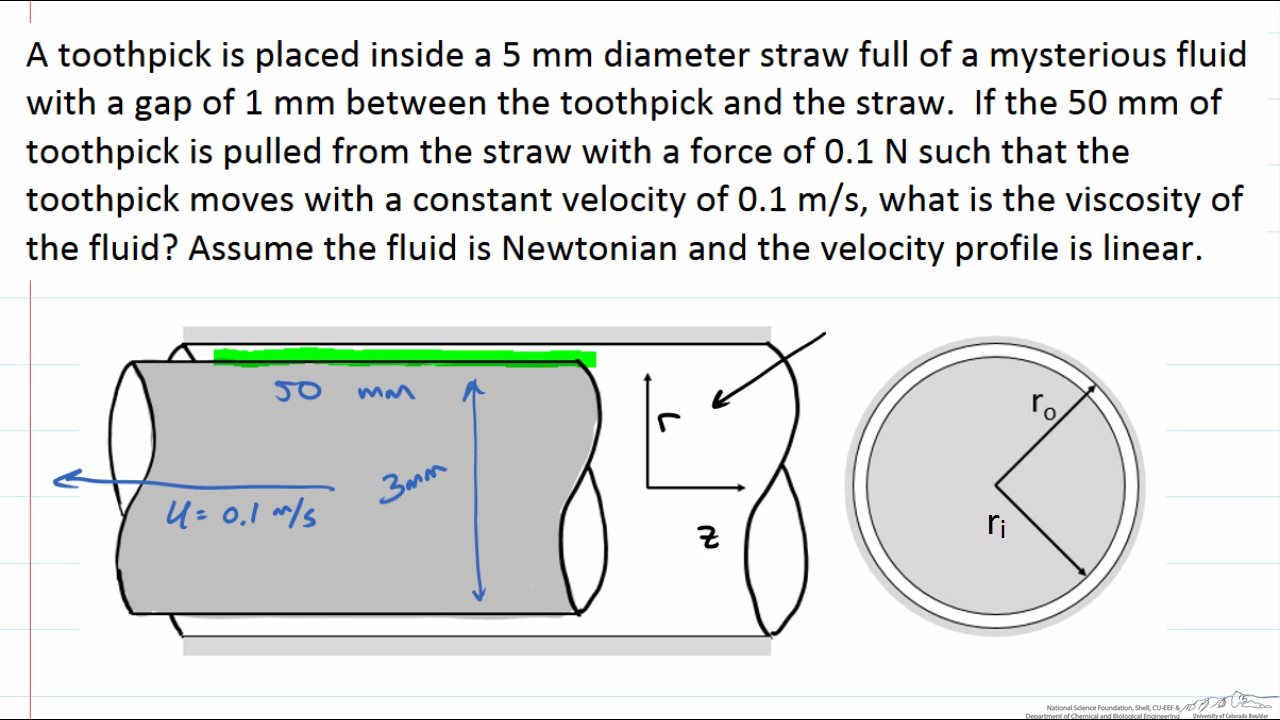 A toothpick is placed inside a 5 mm diameter straw full of a mysterious fluid
with a gap of 1 mm between the toothpick and the straw.  If the 50 mm of
toothpick is pulled from the straw with a force of 0.1 N such that the
toothpick moves with a constant velocity of 0.1 m/s, what is the viscosity of
the fluid? Assume the fluid is Newtonian and the velocity profile is linear.
50 mm
r
3mm
U = 0.1 m/s
z
rₒ
rᵢ
National Science Foundation, Shell, CU-EEF &
Department of Chemical and Biological Engineering
University of Colorado Boulder